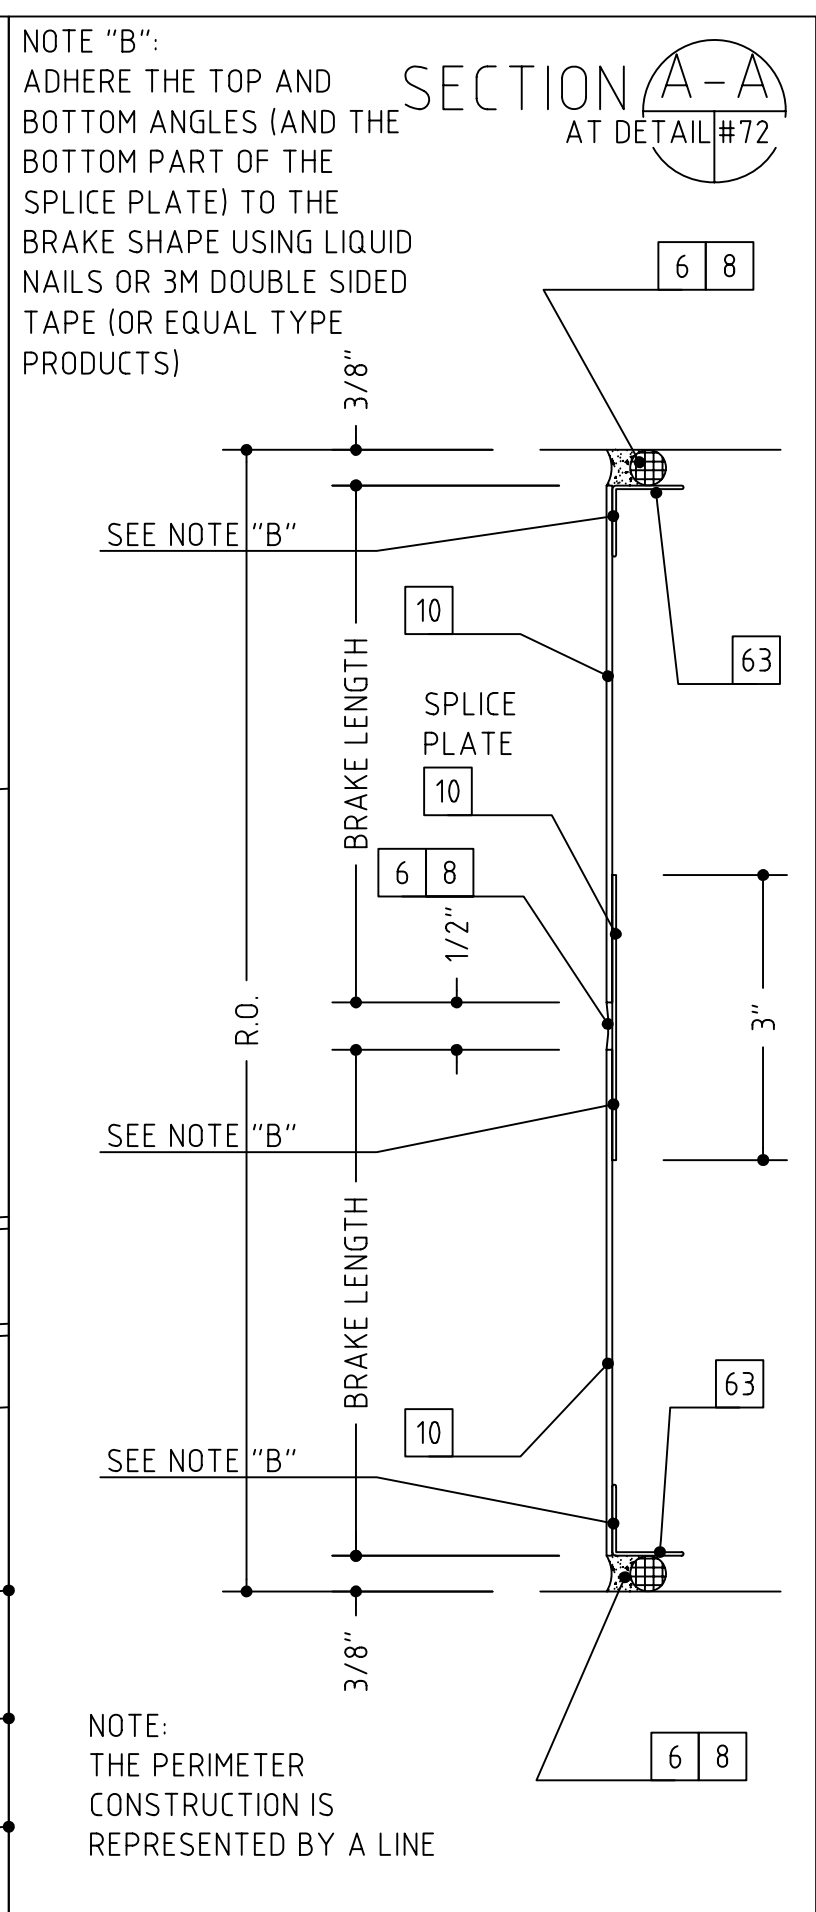 NOTE "B":
ADHERE THE TOP AND
BOTTOM ANGLES (AND THE
BOTTOM PART OF THE
SPLICE PLATE) TO THE
BRAKE SHAPE USING LIQUID
NAILS OR 3M DOUBLE SIDED
TAPE (OR EQUAL TYPE
PRODUCTS)
SECTION A-A
AT DETAIL #72
6 8
3/8"
SEE NOTE "B"
10
63
BRAKE LENGTH
SPLICE
PLATE
10
6 8
1/2"
R.O.
3"
SEE NOTE "B"
BRAKE LENGTH
63
10
SEE NOTE "B"
3/8"
6 8
NOTE:
THE PERIMETER
CONSTRUCTION IS
REPRESENTED BY A LINE